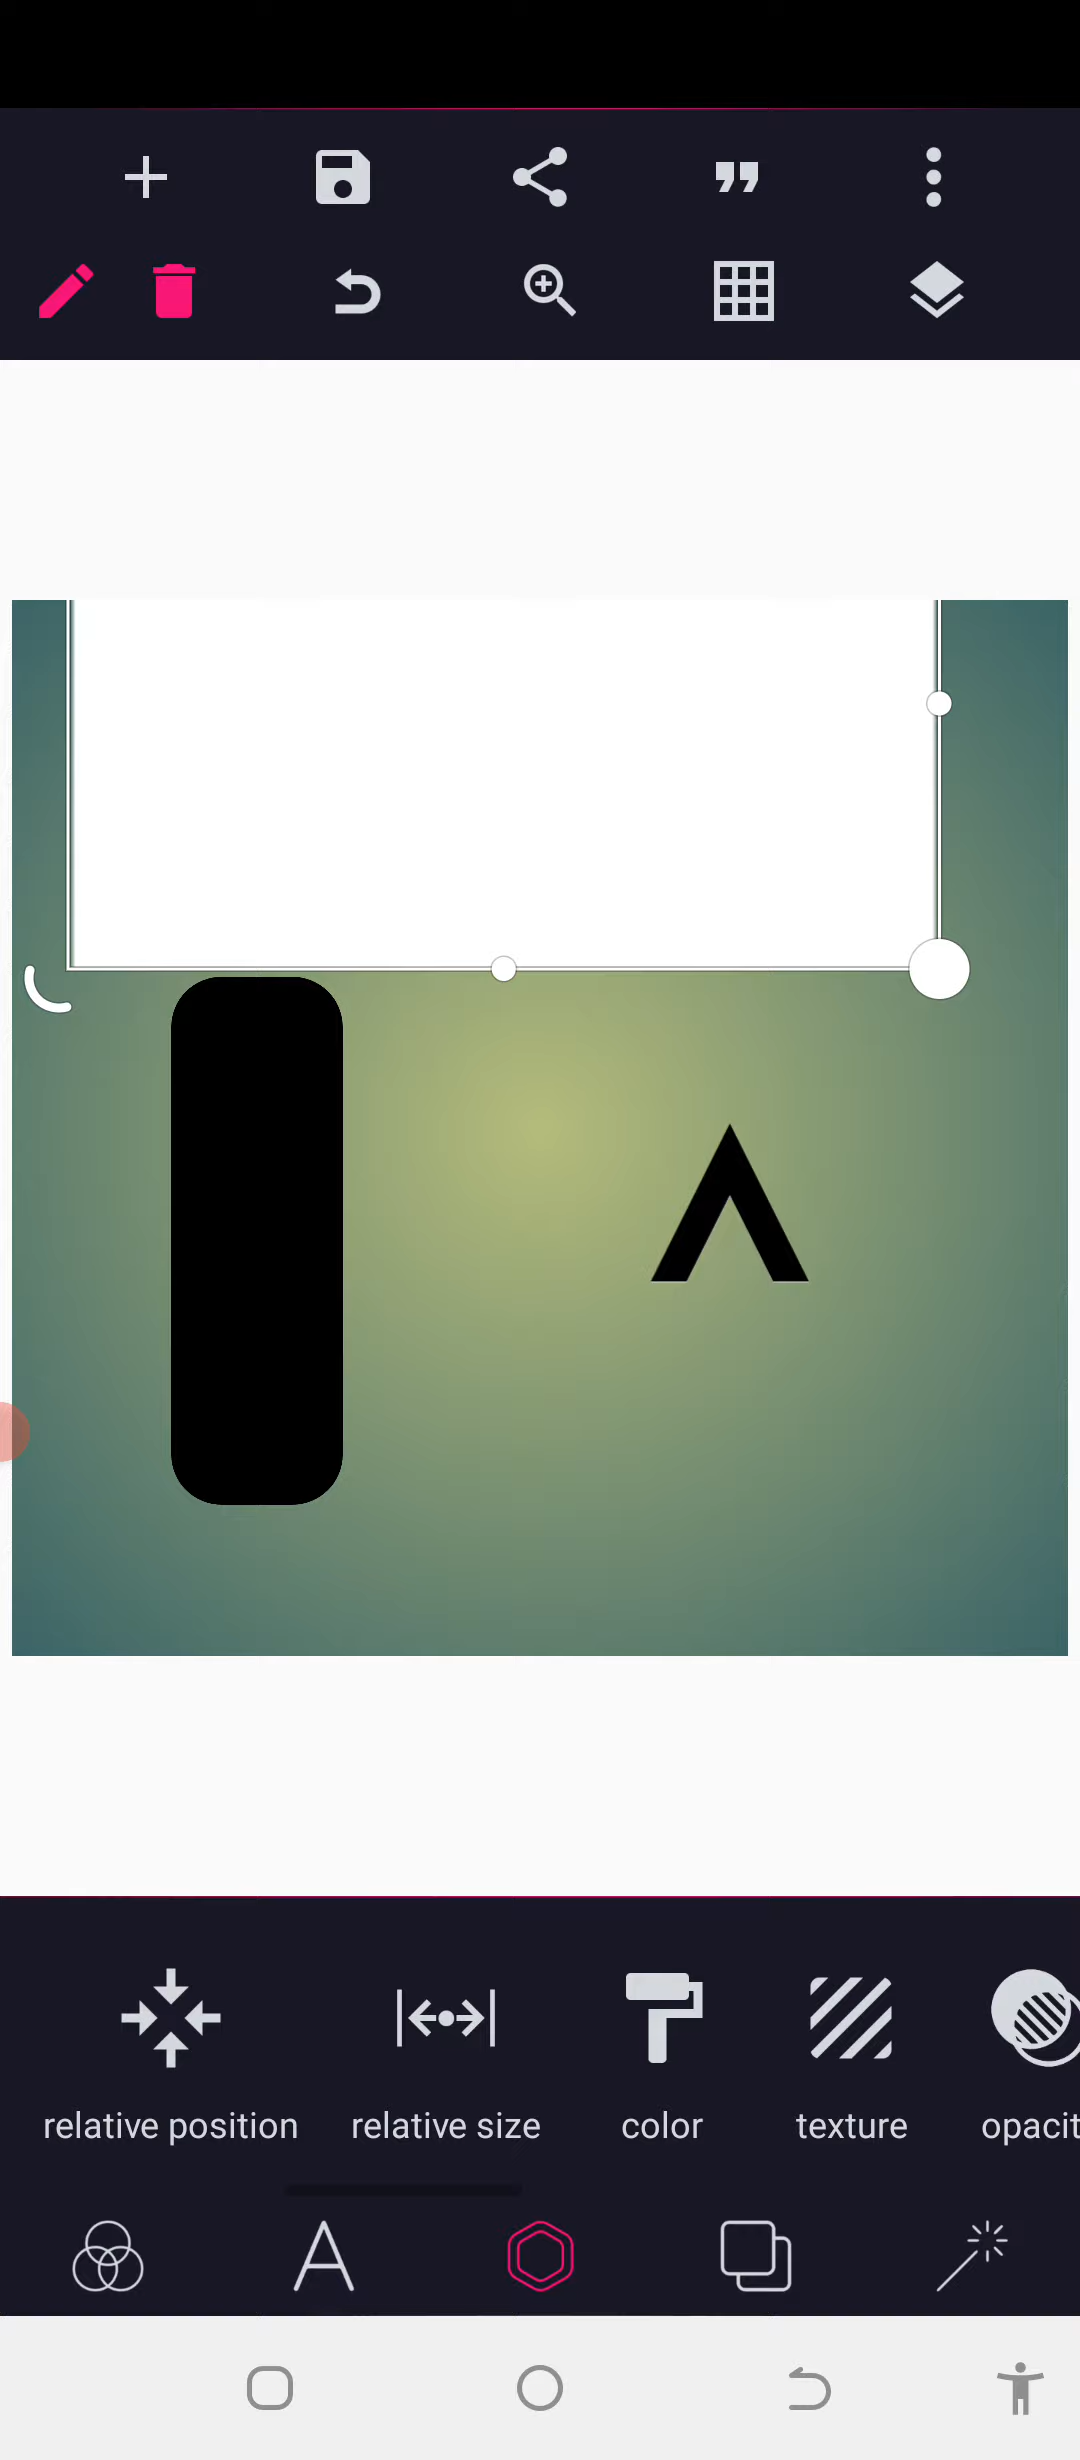 relative position
relative size
color
texture
opacit